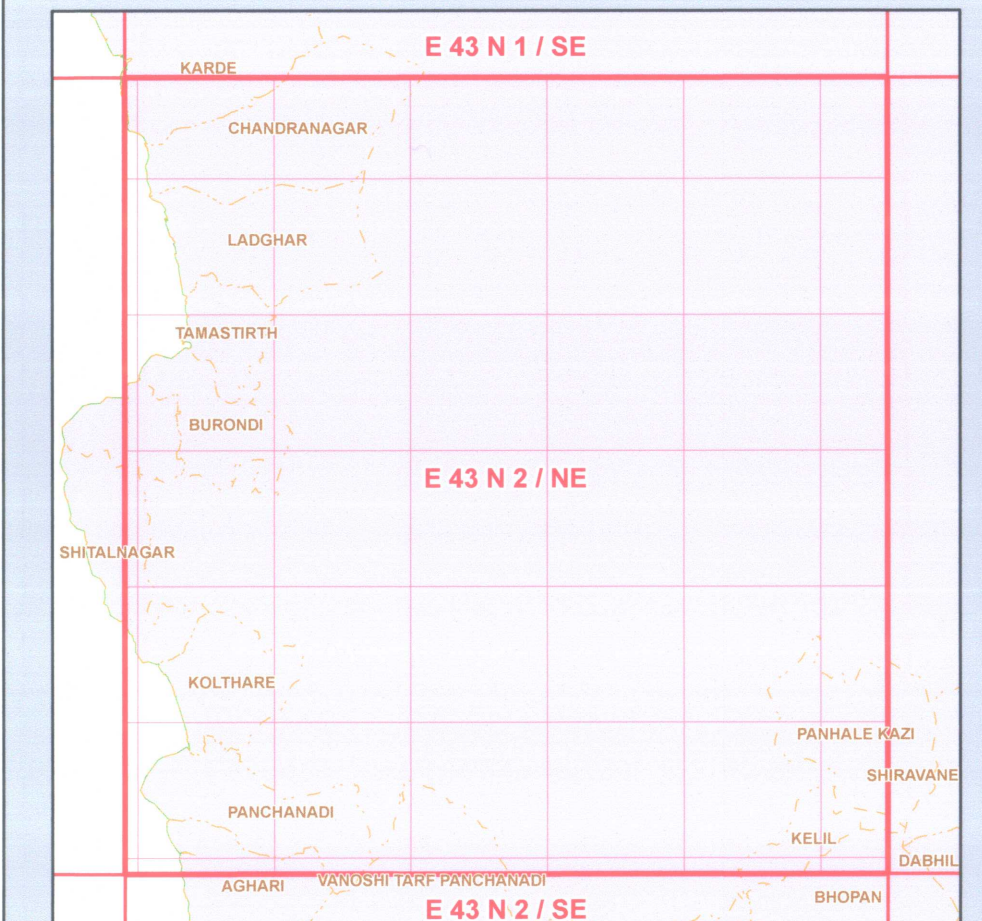 E 43 N 1 / SE
KARDE
CHANDRANAGAR
LADGHAR
TAMASTIRTH
BURONDI
E 43 N 2 / NE
SHITALNAGAR
KOLTHARE
PANHALE KAZI
SHIRAVANE
PANCHANADI
KELIL
DABHIL
AGHARI
VANOSHI TARF PANCHANADI
BHOPAN
E 43 N 2 / SE